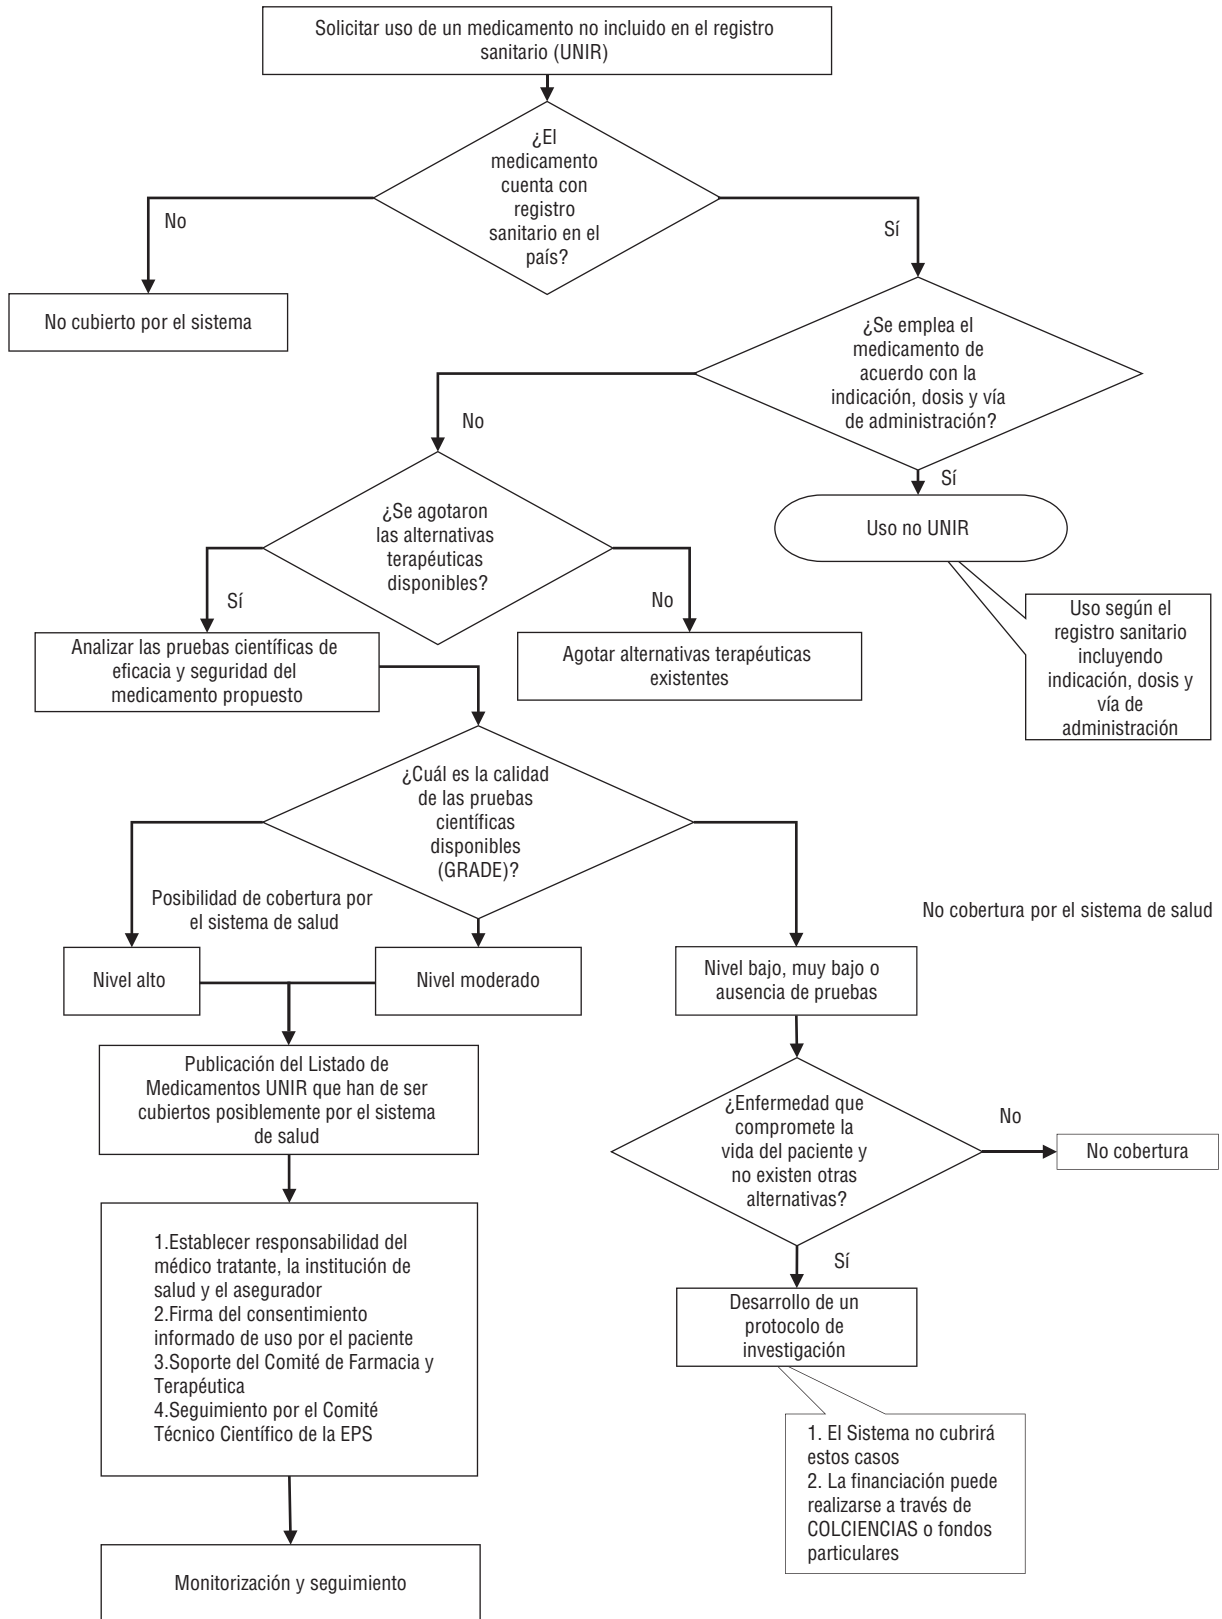 Solicitar uso de un medicamento no incluido en el registro
sanitario (UNIR)
¿El
medicamento
cuenta con
registro
sanitario en el
país?
No
Sí
No cubierto por el sistema
¿Se emplea el
medicamento de
acuerdo con la
indicación, dosis y vía
de administración?
No
Sí
Uso no UNIR
Uso según el
registro sanitario
incluyendo
indicación, dosis y
vía de
administración
¿Se agotaron
las alternativas
terapéuticas
disponibles?
Sí
No
Analizar las pruebas científicas de
eficacia y seguridad del
medicamento propuesto
Agotar alternativas terapéuticas
existentes
¿Cuál es la calidad
de las pruebas
científicas
disponibles
(GRADE)?
Posibilidad de cobertura por
el sistema de salud
No cobertura por el sistema de salud
Nivel alto
Nivel moderado
Nivel bajo, muy bajo o
ausencia de pruebas
Publicación del Listado de
Medicamentos UNIR que han de ser
cubiertos posiblemente por el sistema
de salud
¿Enfermedad que
compromete la
vida del paciente y
no existen otras
alternativas?
No
No cobertura
Sí
1.Establecer responsabilidad del
médico tratante, la institución de
salud y el asegurador
2.Firma del consentimiento
informado de uso por el paciente
3.Soporte del Comité de Farmacia y
Terapéutica
4.Seguimiento por el Comité
Técnico Científico de la EPS
Desarrollo de un
protocolo de
investigación
1. El Sistema no cubrirá
estos casos
2. La financiación puede
realizarse a través de
COLCIENCIAS o fondos
particulares
Monitorización y seguimiento